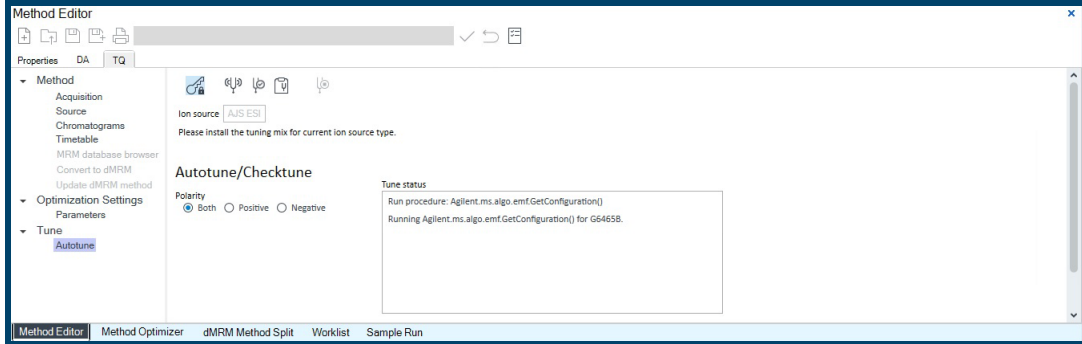 Method Editor
Properties DA TQ
Method
Acquisition
Source
Chromatograms
Timetable
MRM database browser
Convert to dMRM
Update dMRM method
Optimization Settings
Parameters
Tune
Autotune
Ion source AJS ESI
Please install the tuning mix for current ion source type.
Autotune/Checktune
Polarity
Both Positive Negative
Tune status
Run procedure: Agilent.ms.algo.emf.GetConfiguration()
Running Agilent.ms.algo.emf.GetConfiguration() for G6465B.
Method Editor Method Optimizer dMRM Method Split Worklist Sample Run